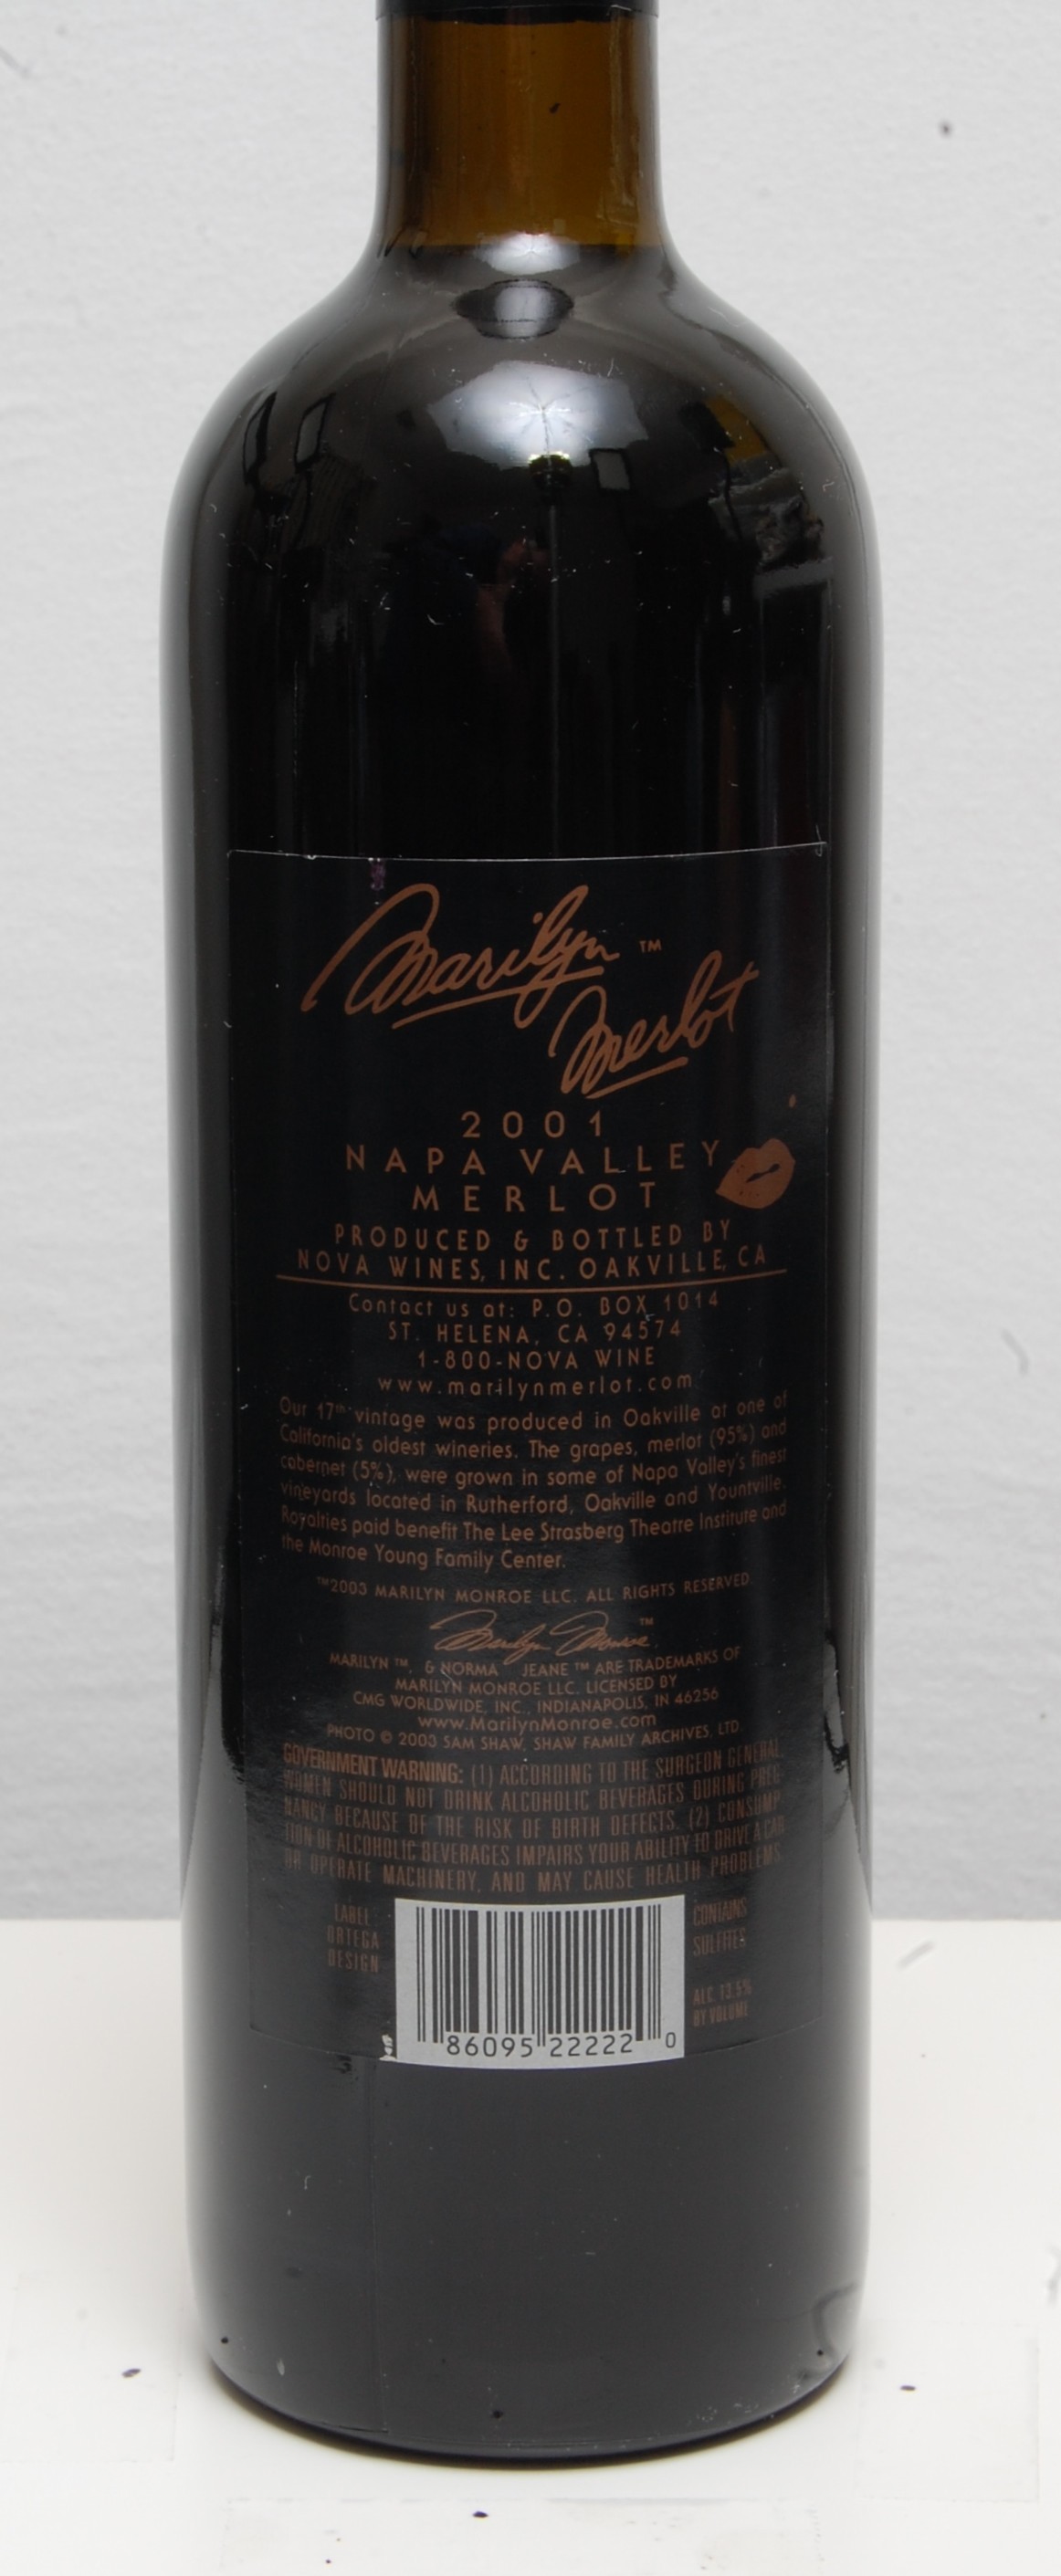 Marilyn ™
Merlot
2001
NAPA VALLEY
MERLOT
PRODUCED & BOTTLED BY
NOVA WINES, INC. OAKVILLE, CA
Contact us at: P.O. BOX 1014
ST. HELENA, CA 94574
1-800-NOVA WINE
www.marilynmerlot.com
Our 17th vintage was produced in Oakville at one of
California's oldest wineries. The grapes, merlot (95%) and
cabernet (5%), were grown in some of Napa Valley's finest
vineyards located in Rutherford, Oakville and Yountville.
Royalties paid benefit The Lee Strasberg Theatre Institute and
the Monroe Young Family Center.
™2003 MARILYN MONROE LLC. ALL RIGHTS RESERVED.
Marilyn Monroe ™
MARILYN ™, & NORMA JEANE ™ ARE TRADEMARKS OF
MARILYN MONROE LLC. LICENSED BY
CMG WORLDWIDE, INC., INDIANAPOLIS, IN 46256
www.MarilynMonroe.com
PHOTO © 2003 SAM SHAW, SHAW FAMILY ARCHIVES, LTD.
GOVERNMENT WARNING: (1) ACCORDING TO THE SURGEON GENERAL
WOMEN SHOULD NOT DRINK ALCOHOLIC BEVERAGES DURING PREG-
NANCY BECAUSE OF THE RISK OF BIRTH DEFECTS. (2) CONSUMP-
TION OF ALCOHOLIC BEVERAGES IMPAIRS YOUR ABILITY TO DRIVE A CAR
OR OPERATE MACHINERY, AND MAY CAUSE HEALTH PROBLEMS.
LABEL:
ORTEGA
DESIGN
CONTAINS
SULFITES
ALC. 13.5%
BY VOLUME
86095 22222 0